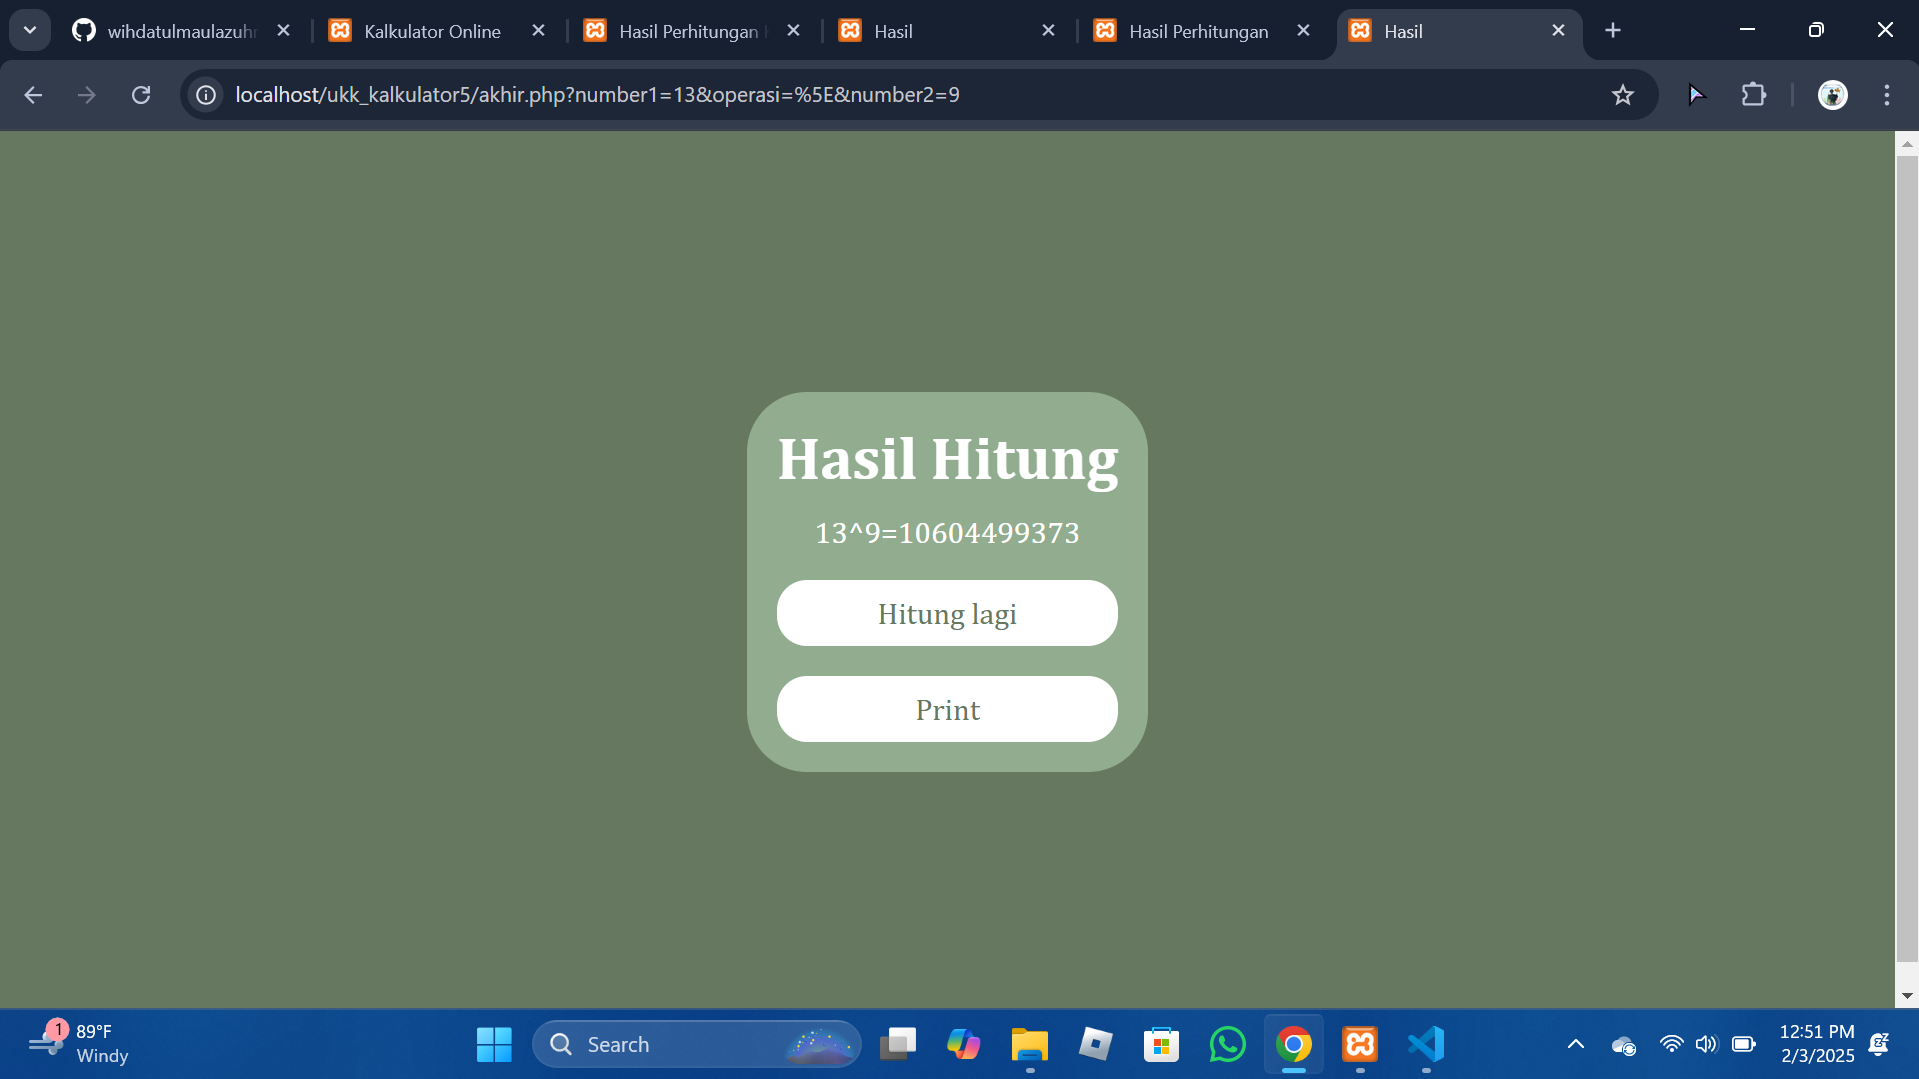 wihdatulmaulazuhr
Kalkulator Online
Hasil Perhitungan
Hasil
Hasil Perhitungan
Hasil
localhost/ukk_kalkulator5/akhir.php?number1=13&operasi=%5E&number2=9
Hasil Hitung
13^9=10604499373
Hitung lagi
Print
1
89°F
Windy
Search
12:51 PM
2/3/2025